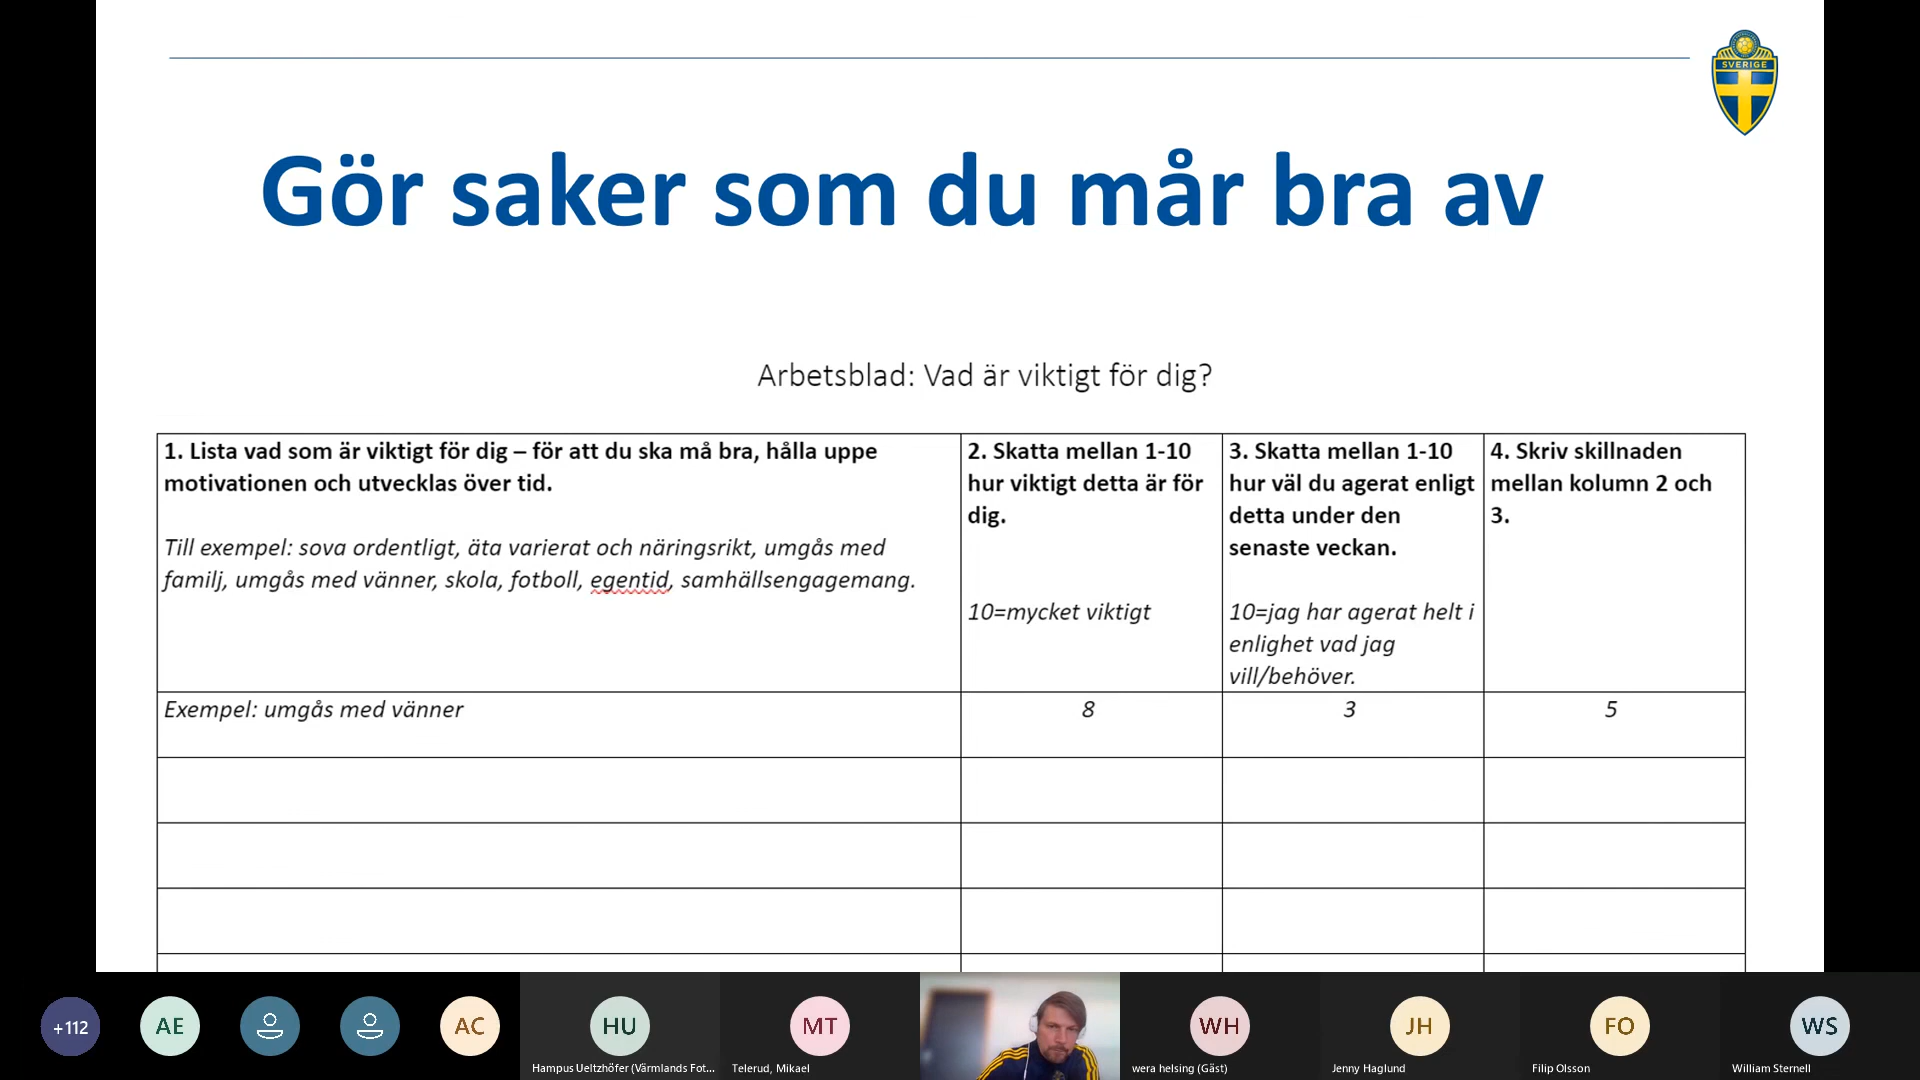 SVERIGE
Gör saker som du mår bra av
Arbetsblad: Vad är viktigt för dig?
1. Lista vad som är viktigt för dig – för att du ska må bra, hålla uppe
motivationen och utvecklas över tid.
Till exempel: sova ordentligt, äta varierat och näringsrikt, umgås med
familj, umgås med vänner, skola, fotboll, egentid, samhällsengagemang.
2. Skatta mellan 1-10
hur viktigt detta är för
dig.
10=mycket viktigt
3. Skatta mellan 1-10
hur väl du agerat enligt
detta under den
senaste veckan.
10=jag har agerat helt i
enlighet vad jag
vill/behöver.
4. Skriv skillnaden
mellan kolumn 2 och
3.
Exempel: umgås med vänner
8
3
5
+112
AE
AC
HU
Hampus Ueltzhöfer (Värmlands Fot...
MT
Telerud, Mikael
WH
wera helsing (Gäst)
JH
Jenny Haglund
FO
Filip Olsson
WS
William Sternell